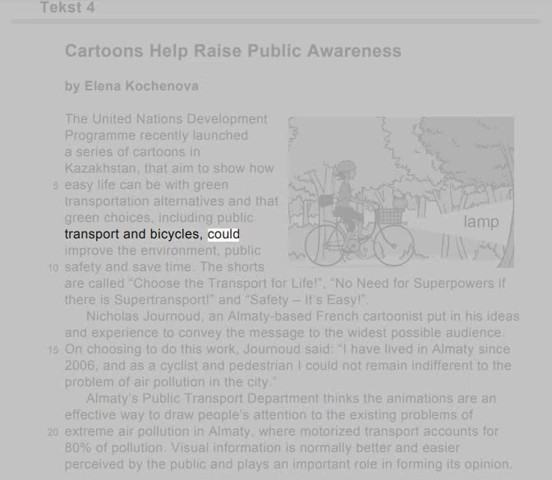 Tekst 4
Cartoons Help Raise Public Awareness
by Elena Kochenova
The United Nations Development
Programme recently launched
a series of cartoons in
Kazakhstan, that aim to show how
5 easy life can be with green
transportation alternatives and that
green choices, including public
transport and bicycles, could
lamp
improve the environment, public
10 safety and save time. The shorts
are called “Choose the Transport for Life!”, “No Need for Superpowers if
there is Supertransport!” and “Safety – It's Easy!”.
Nicholas Journoud, an Almaty-based French cartoonist put in his ideas
and experience to convey the message to the widest possible audience.
15 On choosing to do this work, Journoud said: “I have lived in Almaty since
2006, and as a cyclist and pedestrian I could not remain indifferent to the
problem of air pollution in the city.”
Almaty's Public Transport Department thinks the animations are an
effective way to draw people's attention to the existing problems of
20 extreme air pollution in Almaty, where motorized transport accounts for
80% of pollution. Visual information is normally better and easier
perceived by the public and plays an important role in forming its opinion.